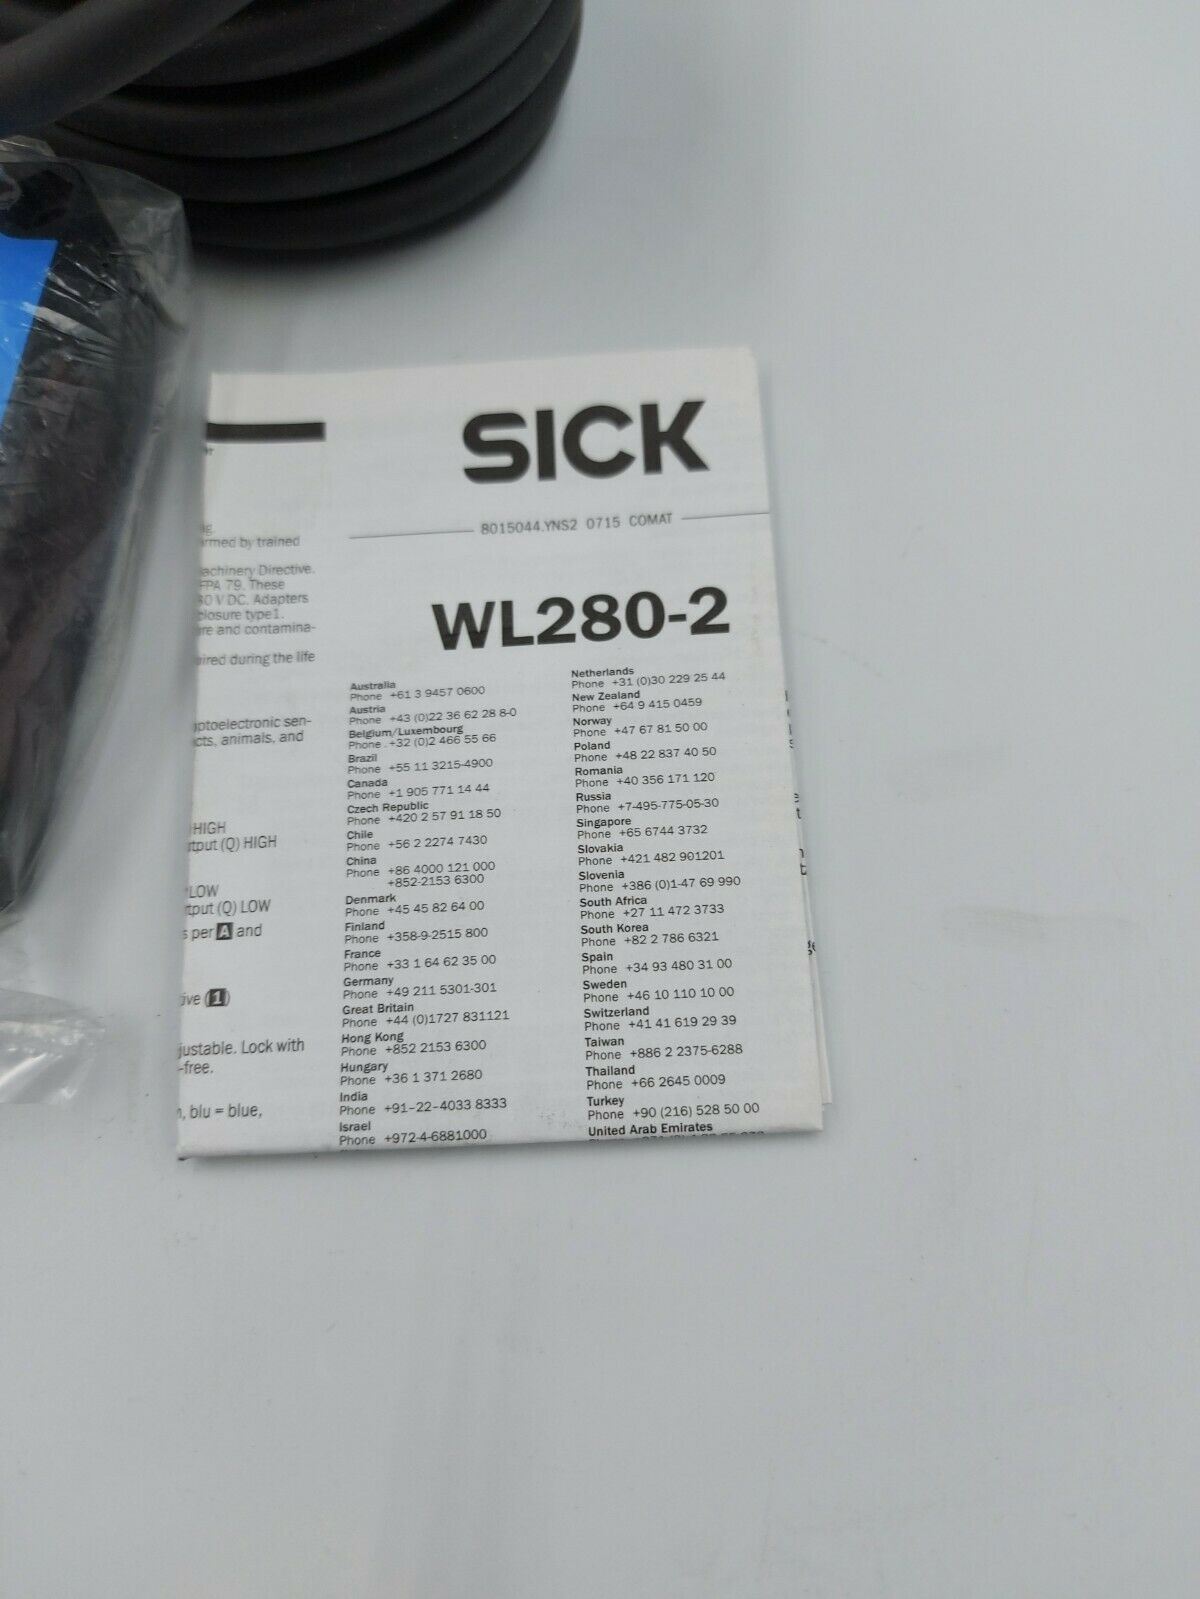 SICK
8015044.YNS2 0715 COMAT
WL280-2
Australia
Phone +61 3 9457 0600
Austria
Phone +43 (0)22 36 62 28 8-0
Belgium/Luxembourg
Phone +32 (0)2 466 55 66
Brazil
Phone +55 11 3215-4900
Canada
Phone +1 905 771 14 44
Czech Republic
Phone +420 2 57 91 18 50
Chile
Phone +56 2 2274 7430
China
Phone +86 4000 121 000
+852-2153 6300
Denmark
Phone +45 45 82 64 00
Finland
Phone +358-9-2515 800
France
Phone +33 1 64 62 35 00
Germany
Phone +49 211 5301-301
Great Britain
Phone +44 (0)1727 831121
Hong Kong
Phone +852 2153 6300
Hungary
Phone +36 1 371 2680
India
Phone +91-22-4033 8333
Israel
Phone +972-4-6881000
Netherlands
Phone +31 (0)30 229 25 44
New Zealand
Phone +64 9 415 0459
Norway
Phone +47 67 81 50 00
Poland
Phone +48 22 837 40 50
Romania
Phone +40 356 171 120
Russia
Phone +7-495-775-05-30
Singapore
Phone +65 6744 3732
Slovakia
Phone +421 482 901201
Slovenia
Phone +386 (0)1-47 69 990
South Africa
Phone +27 11 472 3733
South Korea
Phone +82 2 786 6321
Spain
Phone +34 93 480 31 00
Sweden
Phone +46 10 110 10 00
Switzerland
Phone +41 41 619 29 39
Taiwan
Phone +886 2 2375-6288
Thailand
Phone +66 2645 0009
Turkey
Phone +90 (216) 528 50 00
United Arab Emirates
by trained
Directive.
79. These
V DC. Adapters
type1.
and contamina-
during the life
optoelectronic sen-
animals, and
HIGH
(Q) HIGH
LOW
(Q) LOW
per A and
(1)
Lock with
-free.
blu = blue,